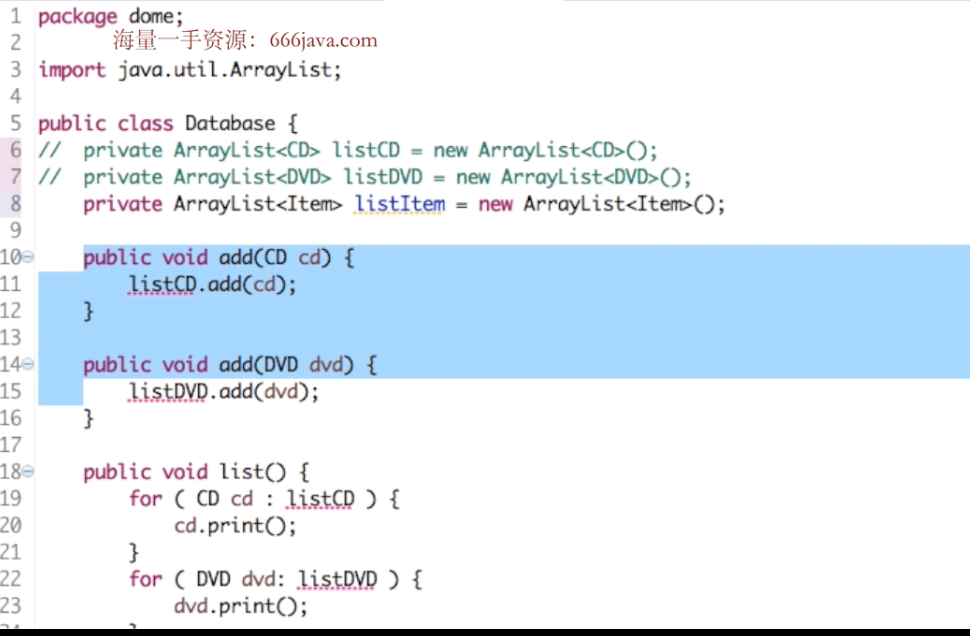 1 package dome;
2 海量一手资源：666java.com
3 import java.util.ArrayList;
4
5 public class Database {
6 //  private ArrayList<CD> listCD = new ArrayList<CD>();
7 //  private ArrayList<DVD> listDVD = new ArrayList<DVD>();
8     private ArrayList<Item> listItem = new ArrayList<Item>();
9
10     public void add(CD cd) {
11         listCD.add(cd);
12     }
13
14     public void add(DVD dvd) {
15         listDVD.add(dvd);
16     }
17
18     public void list() {
19         for ( CD cd : listCD ) {
20             cd.print();
21         }
22         for ( DVD dvd: listDVD ) {
23             dvd.print();